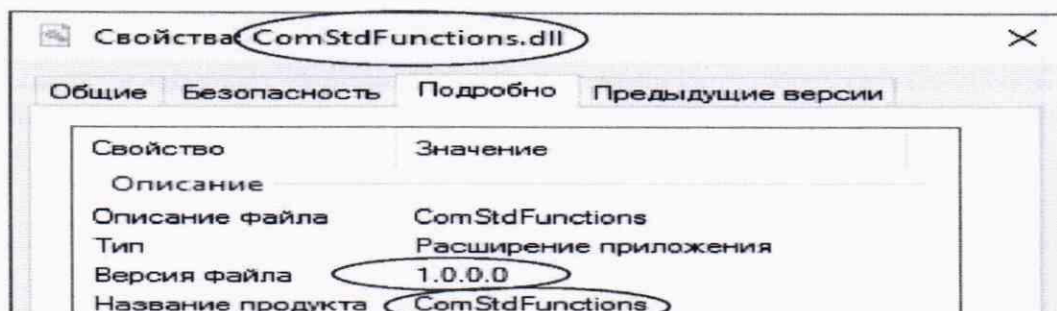 Свойства: ComStdFunctions.dll
Общие Безопасность Подробно Предыдущие версии
Свойство Значение
Описание
Описание файла ComStdFunctions
Тип Расширение приложения
Версия файла 1.0.0.0
Название продукта ComStdFunctions